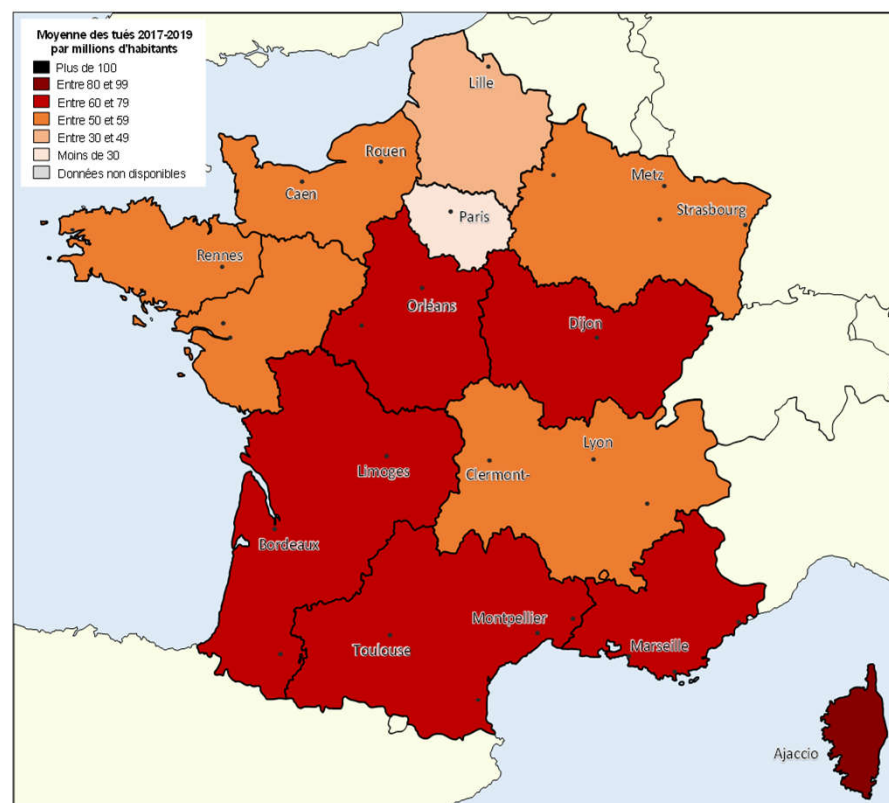 Moyenne des tués 2017-2019
par millions d'habitants
Plus de 100
Entre 80 et 99
Entre 60 et 79
Entre 50 et 59
Entre 30 et 49
Moins de 30
Données non disponibles
Lille
Rouen
Caen
Metz
Paris
Strasbourg
Rennes
Orléans
Dijon
Lyon
Limoges
Clermont-
Bordeaux
Montpellier
Toulouse
Marseille
Ajaccio